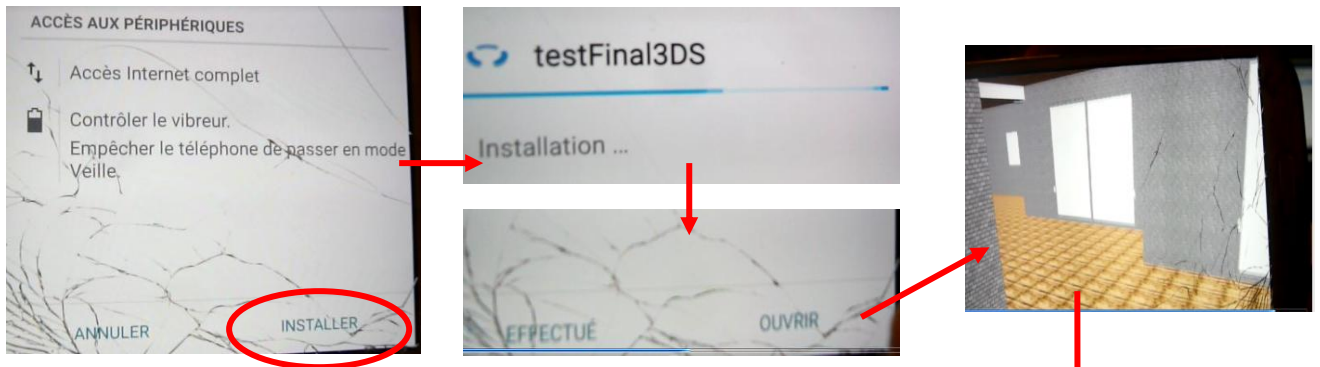 ACCÈS AUX PÉRIPHÉRIQUES
Accès Internet complet
Contrôler le vibreur.
Empêcher le téléphone de passer en mode
Veille.
ANNULER
INSTALLER
testFinal3DS
Installation ...
EFFECTUÉ
OUVRIR